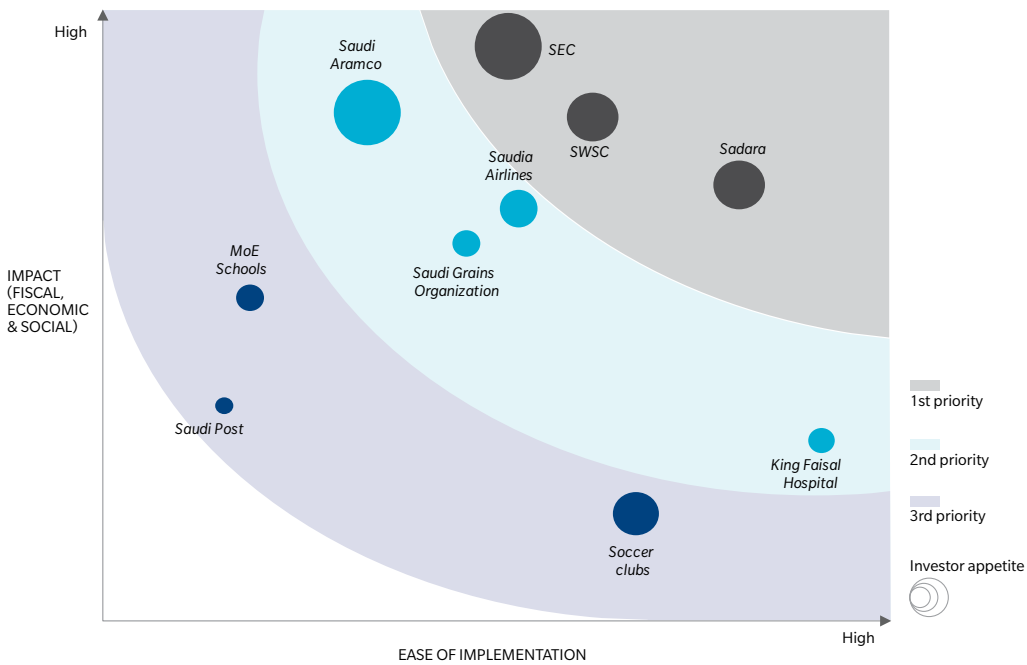 High
Saudi
Aramco
SEC
SWSC
Sadara
Saudia
Airlines
MoE
Schools
Saudi Grains
Organization
IMPACT
(FISCAL,
ECONOMIC
& SOCIAL)
Saudi Post
King Faisal
Hospital
Soccer
clubs
1st priority
2nd priority
3rd priority
Investor appetite
High
EASE OF IMPLEMENTATION